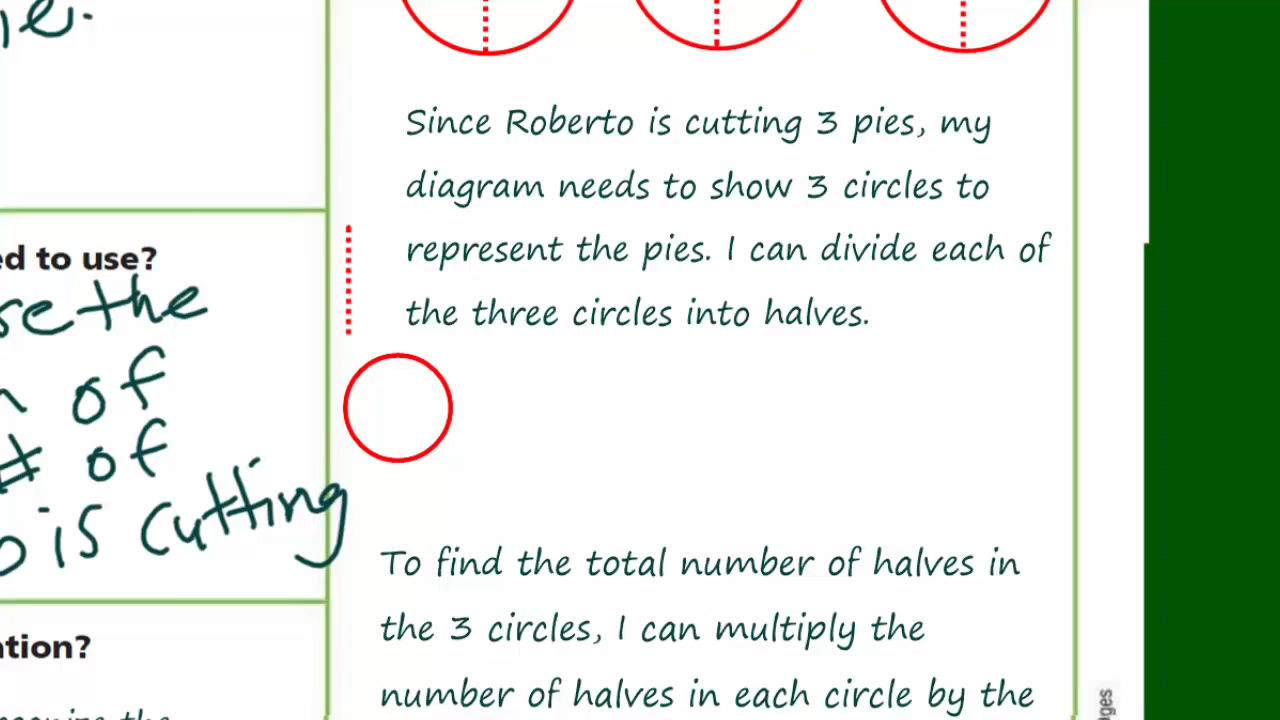 Since Roberto is cutting 3 pies, my
diagram needs to show 3 circles to
represent the pies. I can divide each of
the three circles into halves.
ed to use?
the
of
# of
is cutting
To find the total number of halves in
the 3 circles, I can multiply the
number of halves in each circle by the
ation?
the
ages